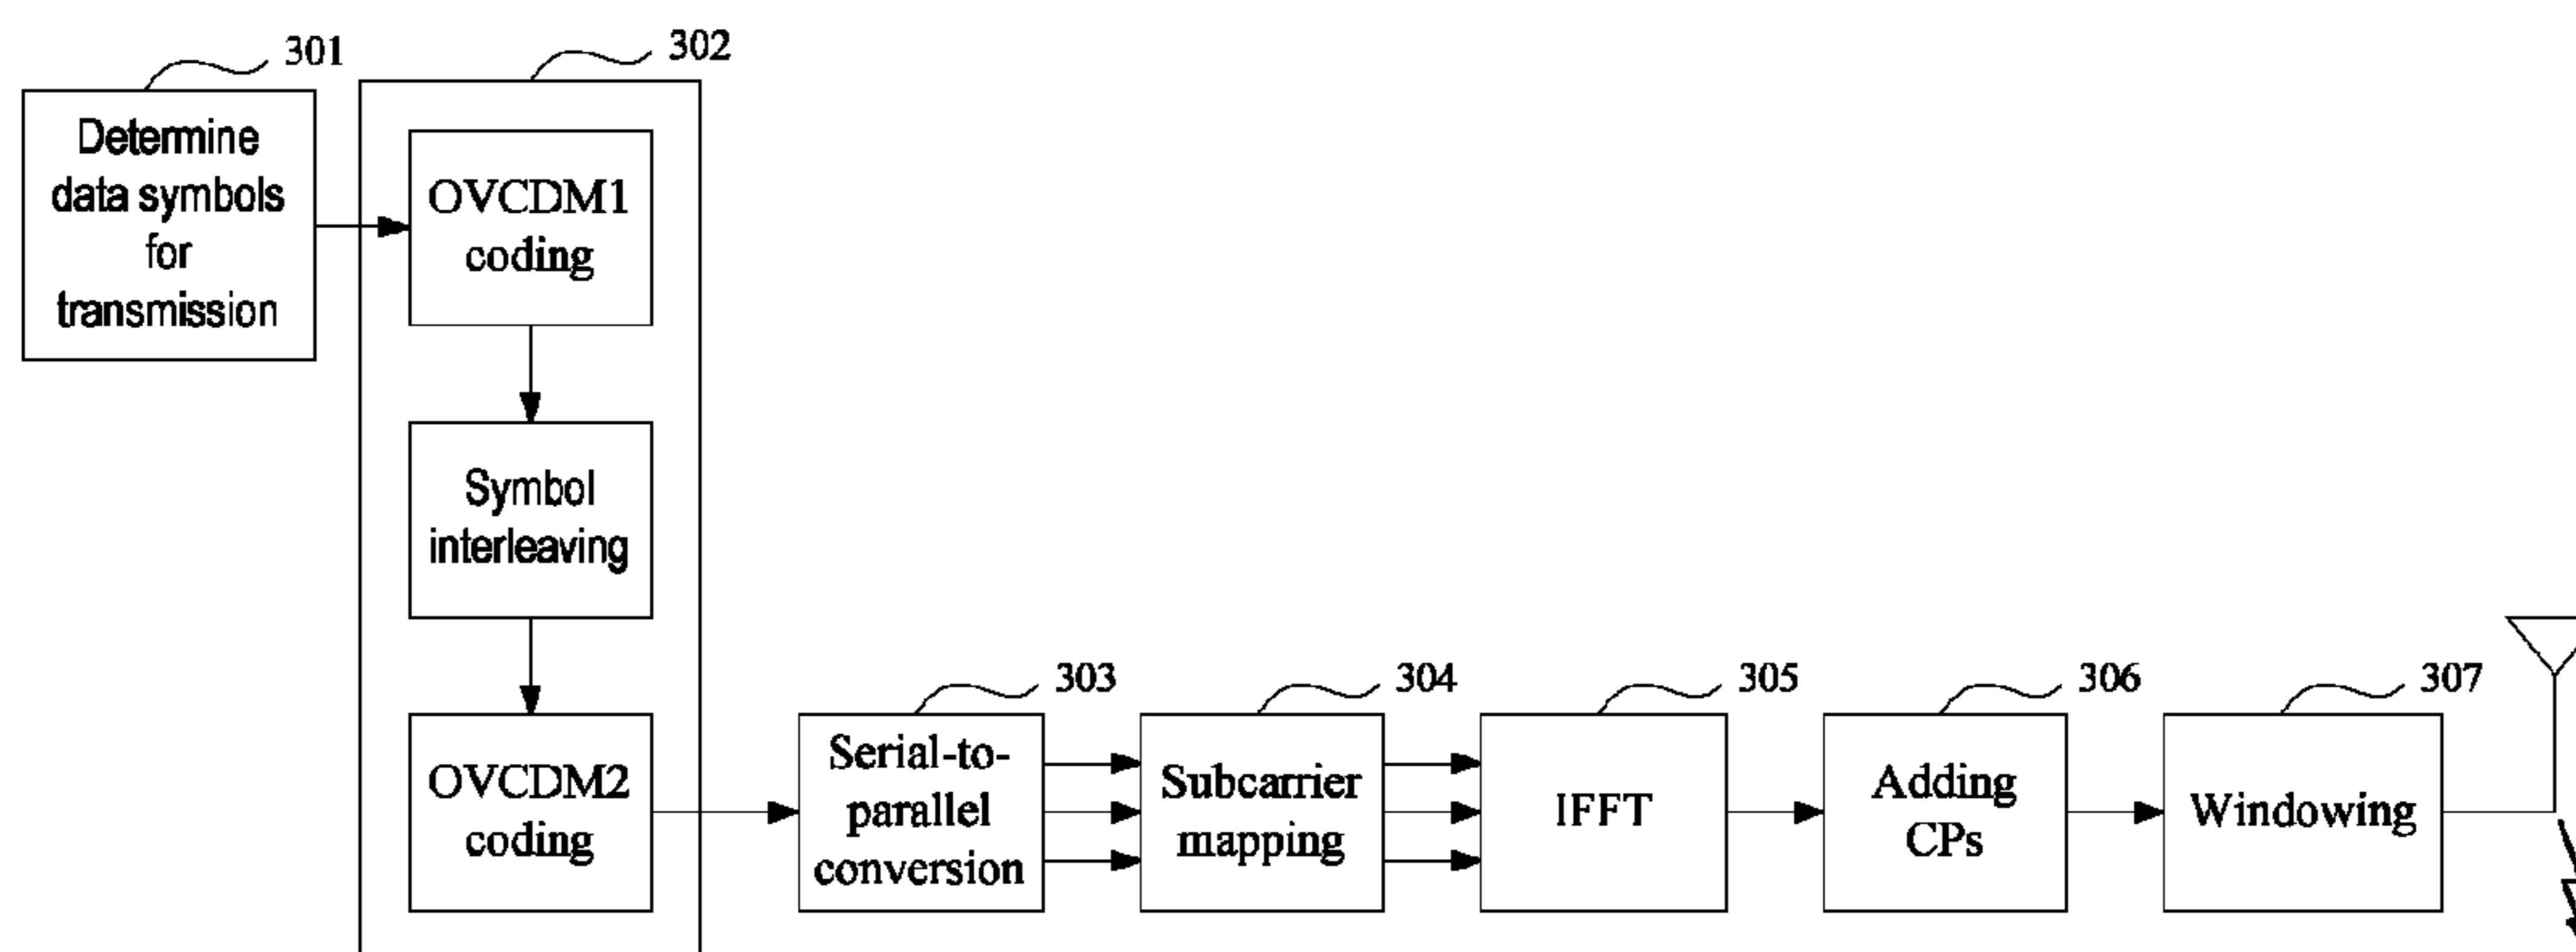 301
Determine
data symbols
for
transmission
302
OVCDM1
coding
Symbol
interleaving
OVCDM2
coding
303
Serial-to-
parallel
conversion
304
Subcarrier
mapping
305
IFFT
306
Adding
CPs
307
Windowing